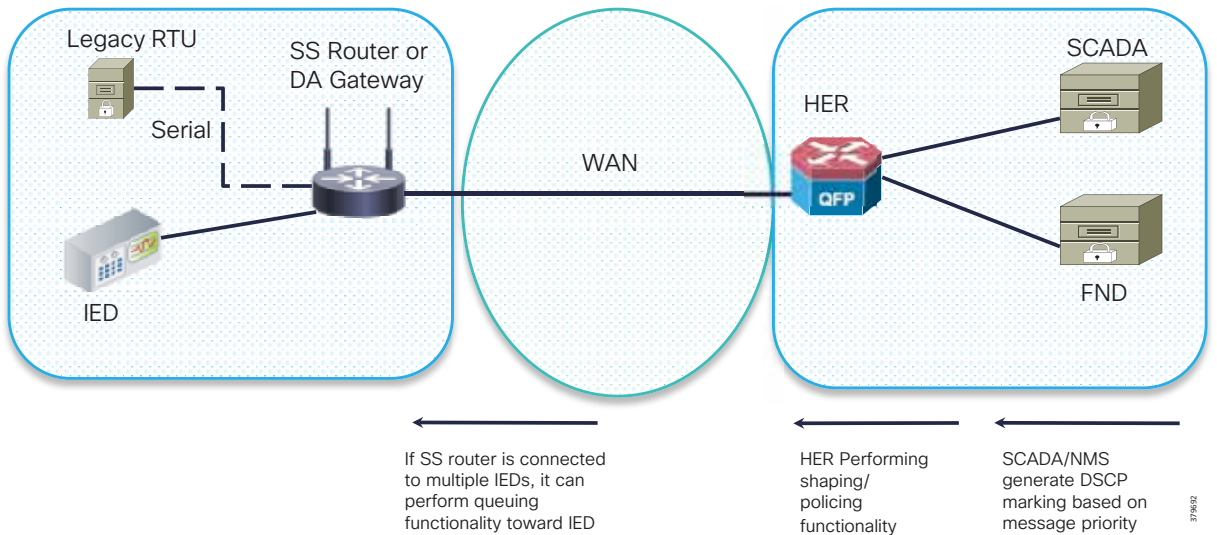 Legacy RTU
SS Router or
DA Gateway
Serial
IED
WAN
HER
QFP
SCADA
FND
If SS router is connected
to multiple IEDs, it can
perform queuing
functionality toward IED
HER Performing
shaping/
policing
functionality
SCADA/NMS
generate DSCP
marking based on
message priority
379692